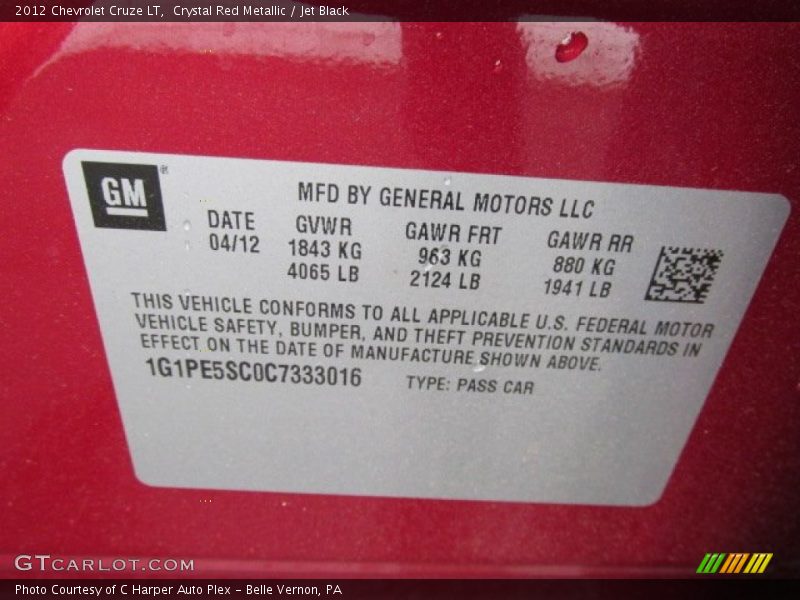 2012 Chevrolet Cruze LT, Crystal Red Metallic / Jet Black
GM®
MFD BY GENERAL MOTORS LLC
DATE GVWR GAWR FRT GAWR RR
04/12 1843 KG 963 KG 880 KG
4065 LB 2124 LB 1941 LB
THIS VEHICLE CONFORMS TO ALL APPLICABLE U.S. FEDERAL MOTOR
VEHICLE SAFETY, BUMPER, AND THEFT PREVENTION STANDARDS IN
EFFECT ON THE DATE OF MANUFACTURE SHOWN ABOVE.
1G1PE5SC0C7333016 TYPE: PASS CAR
GTCARLOT.COM
Photo Courtesy of C Harper Auto Plex - Belle Vernon, PA